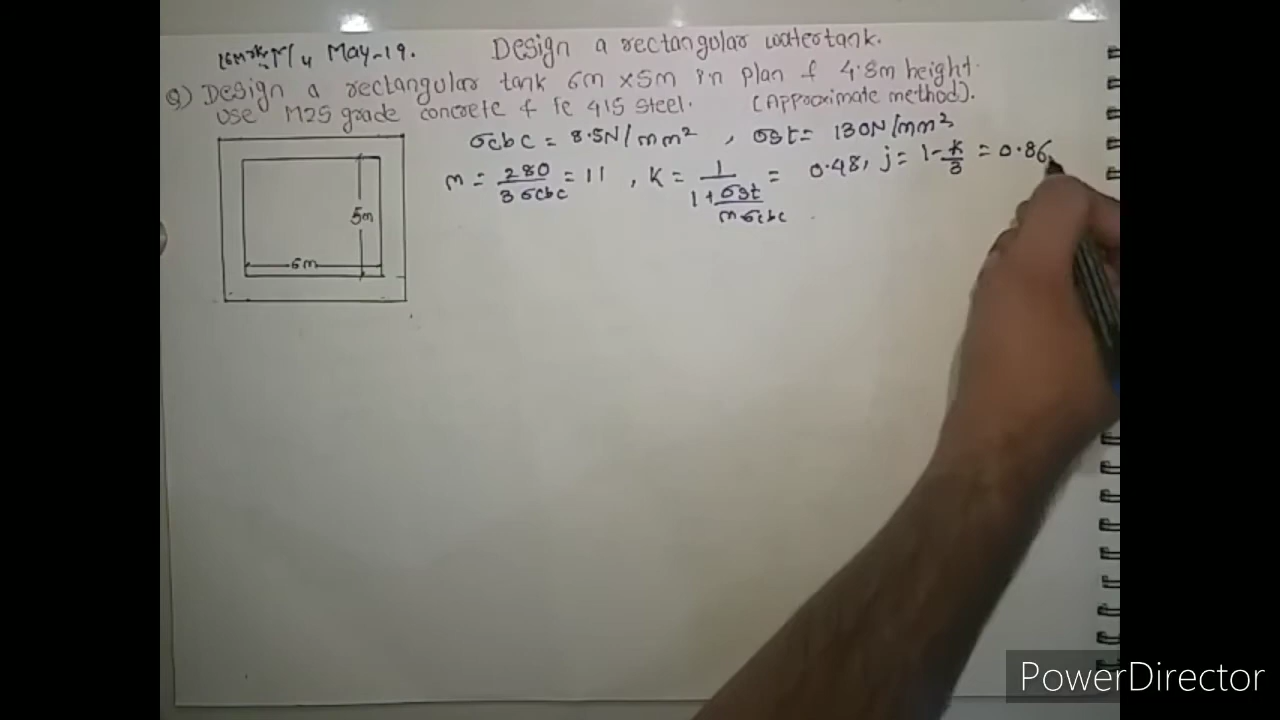 May-19. Design a rectangular watertank.
Q) Design a rectangular tank 6m x5m in plan & 4.8m height.
Use M25 grade concrete & Fe 415 Steel. (Approximate method).
σcbc = 8.5N/mm², σst= 130N/mm²
m = 280/3σcbc = 11, K = 1/1+σst/mσcbc = 0.48, j= 1-K/3 = 0.86
5m
6m
PowerDirector